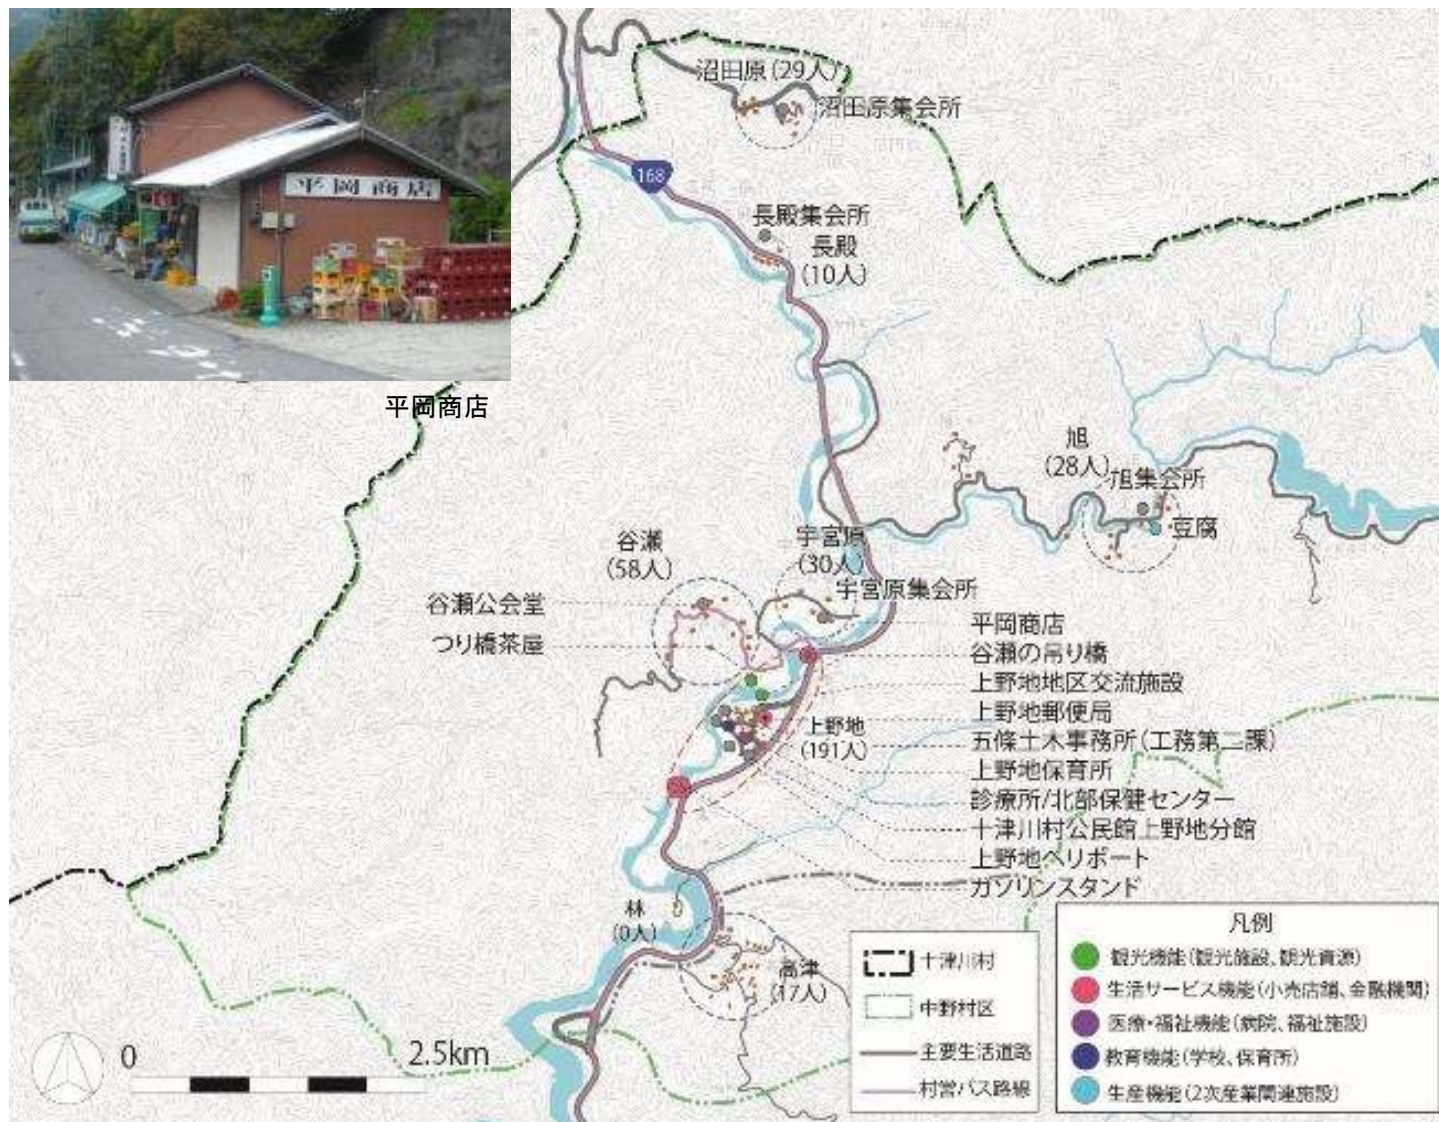 平岡商店
平岡商店
沼田原(29人)
沼田原集会所
168
長殿集会所
長殿
(10人)
旭
(28人)
旭集会所
豆腐
宇宮原
(30人)
宇宮原集会所
谷瀬
(58人)
谷瀬公会堂
つり橋茶屋
平岡商店
谷瀬の吊り橋
上野地地区交流施設
上野地郵便局
五條土木事務所(工務第二課)
上野地保育所
診療所/北部保健センター
十津川村公民館上野地分館
上野地ヘリポート
ガソリンスタンド
上野地
(191人)
林
(0人)
高津
(17人)
0
2.5km
十津川村
中野村区
主要生活道路
村営バス路線
凡例
観光機能(観光施設、観光資源)
生活サービス機能(小売店舗、金融機関)
医療・福祉機能(病院、福祉施設)
教育機能(学校、保育所)
生産機能(2次産業関連施設)